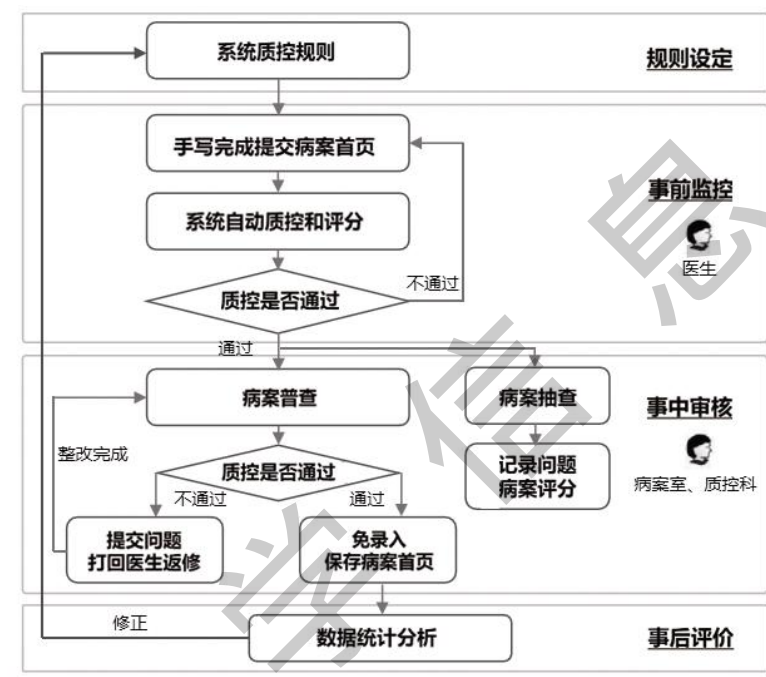 系统质控规则
规则设定
手写完成提交病案首页
系统自动质控和评分
事前监控
医生
质控是否通过
不通过
通过
病案普查
病案抽查
事中审核
整改完成
质控是否通过
记录问题
病案评分
病案室、质控科
不通过
通过
提交问题
打回医生返修
免录入
保存病案首页
修正
数据统计分析
事后评价
学信息